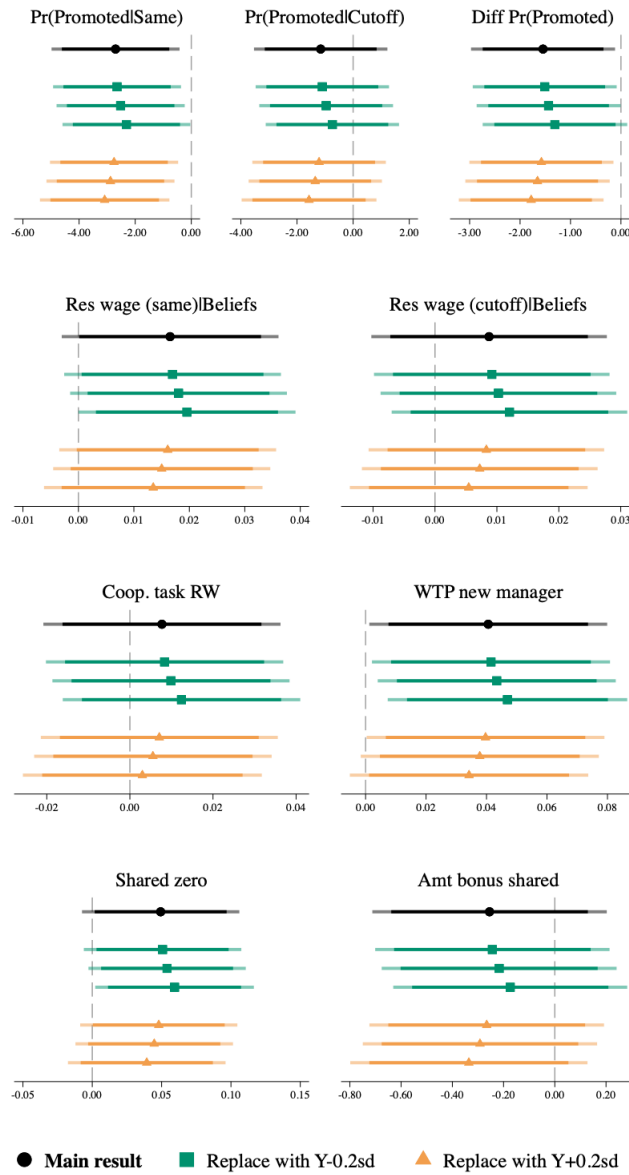 Pr(Promoted|Same) Pr(Promoted|Cutoff) Diff Pr(Promoted)
-6.00 -4.00 -2.00 0.00 -4.00 -2.00 0.00 2.00 -3.00 -2.00 -1.00 0.00
Res wage (same)|Beliefs Res wage (cutoff)|Beliefs
-0.01 0.00 0.01 0.02 0.03 0.04 -0.01 0.00 0.01 0.02 0.03
Coop. task RW WTP new manager
-0.02 0.00 0.02 0.04 0.00 0.02 0.04 0.06 0.08
Shared zero Amt bonus shared
-0.05 0.00 0.05 0.10 0.15 -0.80 -0.60 -0.40 -0.20 0.00 0.20
Main result Replace with Y-0.2sd Replace with Y+0.2sd